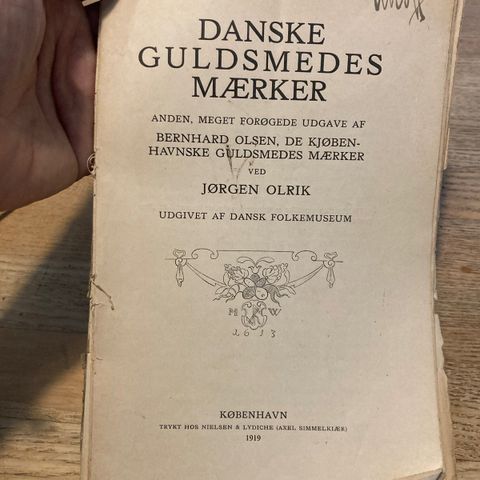 DANSKE
GULDSMEDES
MÆRKER
ANDEN, MEGET FORØGEDE UDGAVE AF
BERNHARD OLSEN, DE KJØBEN-
HAVNSKE GULDSMEDES MÆRKER
VED
JØRGEN OLRIK
UDGIVET AF DANSK FOLKEMUSEUM
M W
2613
KØBENHAVN
TRYKT HOS NIELSEN & LYDICHE (AXEL SIMMELKIÆR)
1919